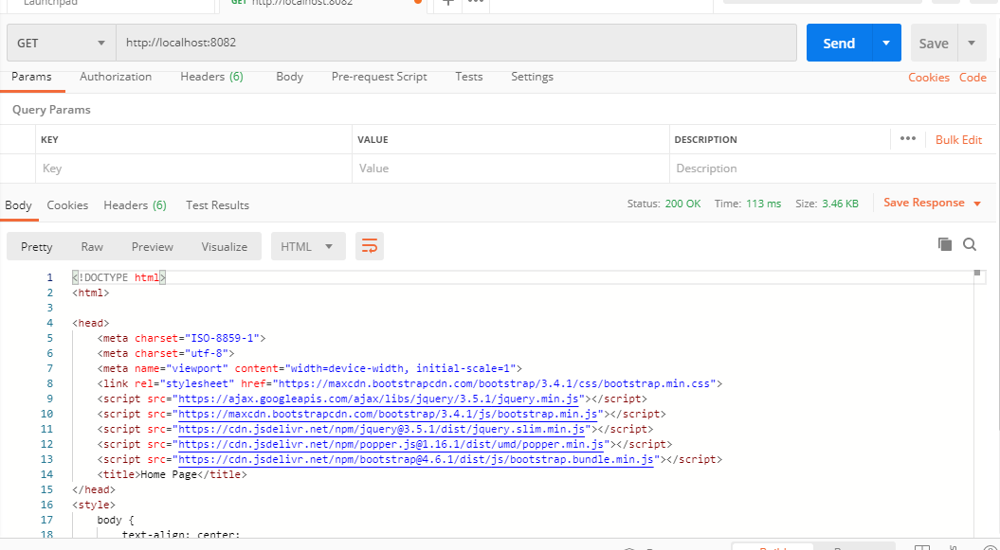 Launchpad GET http://localhost:8082
GET http://localhost:8082 Send Save
Params Authorization Headers (6) Body Pre-request Script Tests Settings Cookies Code
Query Params
KEY VALUE DESCRIPTION ••• Bulk Edit
Key Value Description
Body Cookies Headers (6) Test Results Status: 200 OK Time: 113 ms Size: 3.46 KB Save Response
Pretty Raw Preview Visualize HTML
1 <!DOCTYPE html>
2 <html>
3
4 <head>
5 <meta charset="ISO-8859-1">
6 <meta charset="utf-8">
7 <meta name="viewport" content="width=device-width, initial-scale=1">
8 <link rel="stylesheet" href="https://maxcdn.bootstrapcdn.com/bootstrap/3.4.1/css/bootstrap.min.css">
9 <script src="https://ajax.googleapis.com/ajax/libs/jquery/3.5.1/jquery.min.js"></script>
10 <script src="https://maxcdn.bootstrapcdn.com/bootstrap/3.4.1/js/bootstrap.min.js"></script>
11 <script src="https://cdn.jsdelivr.net/npm/jquery@3.5.1/dist/jquery.slim.min.js"></script>
12 <script src="https://cdn.jsdelivr.net/npm/popper.js@1.16.1/dist/umd/popper.min.js"></script>
13 <script src="https://cdn.jsdelivr.net/npm/bootstrap@4.6.1/dist/js/bootstrap.bundle.min.js"></script>
14 <title>Home Page</title>
15 </head>
16 <style>
17 body {
18 text-align: center;